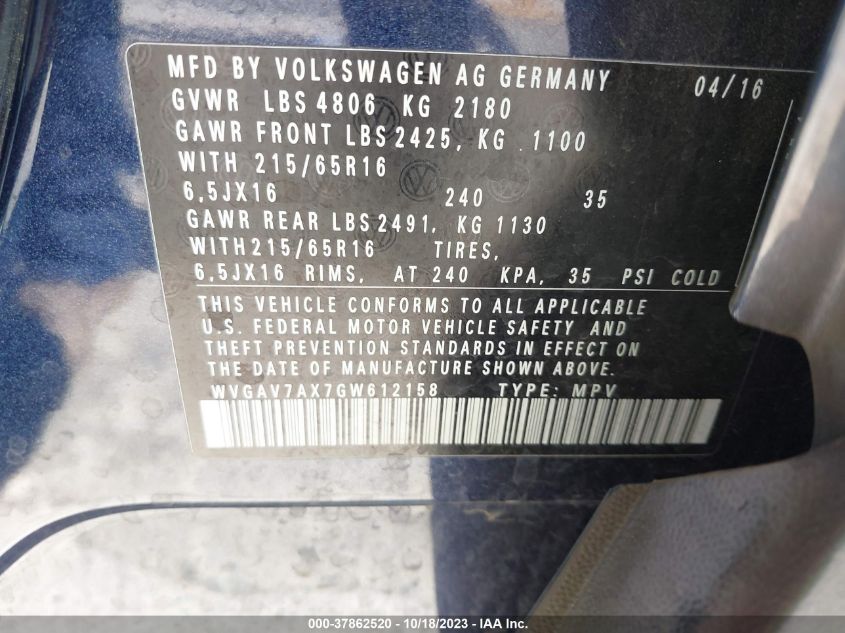 MFD BY VOLKSWAGEN AG GERMANY 04/16
GVWR LBS 4806 KG 2180
GAWR FRONT LBS 2425, KG 1100
WITH 215/65R16
6,5JX16 240 35
GAWR REAR LBS 2491, KG 1130
WITH 215/65R16 TIRES,
6,5JX16 RIMS, AT 240 KPA, 35 PSI COLD
THIS VEHICLE CONFORMS TO ALL APPLICABLE
U.S. FEDERAL MOTOR VEHICLE SAFETY AND
THEFT PREVENTION STANDARDS IN EFFECT ON
THE DATE OF MANUFACTURE SHOWN ABOVE.
WVGAV7AX7GW612158 TYPE: MPV
000-37862520 - 10/18/2023 - IAA Inc.